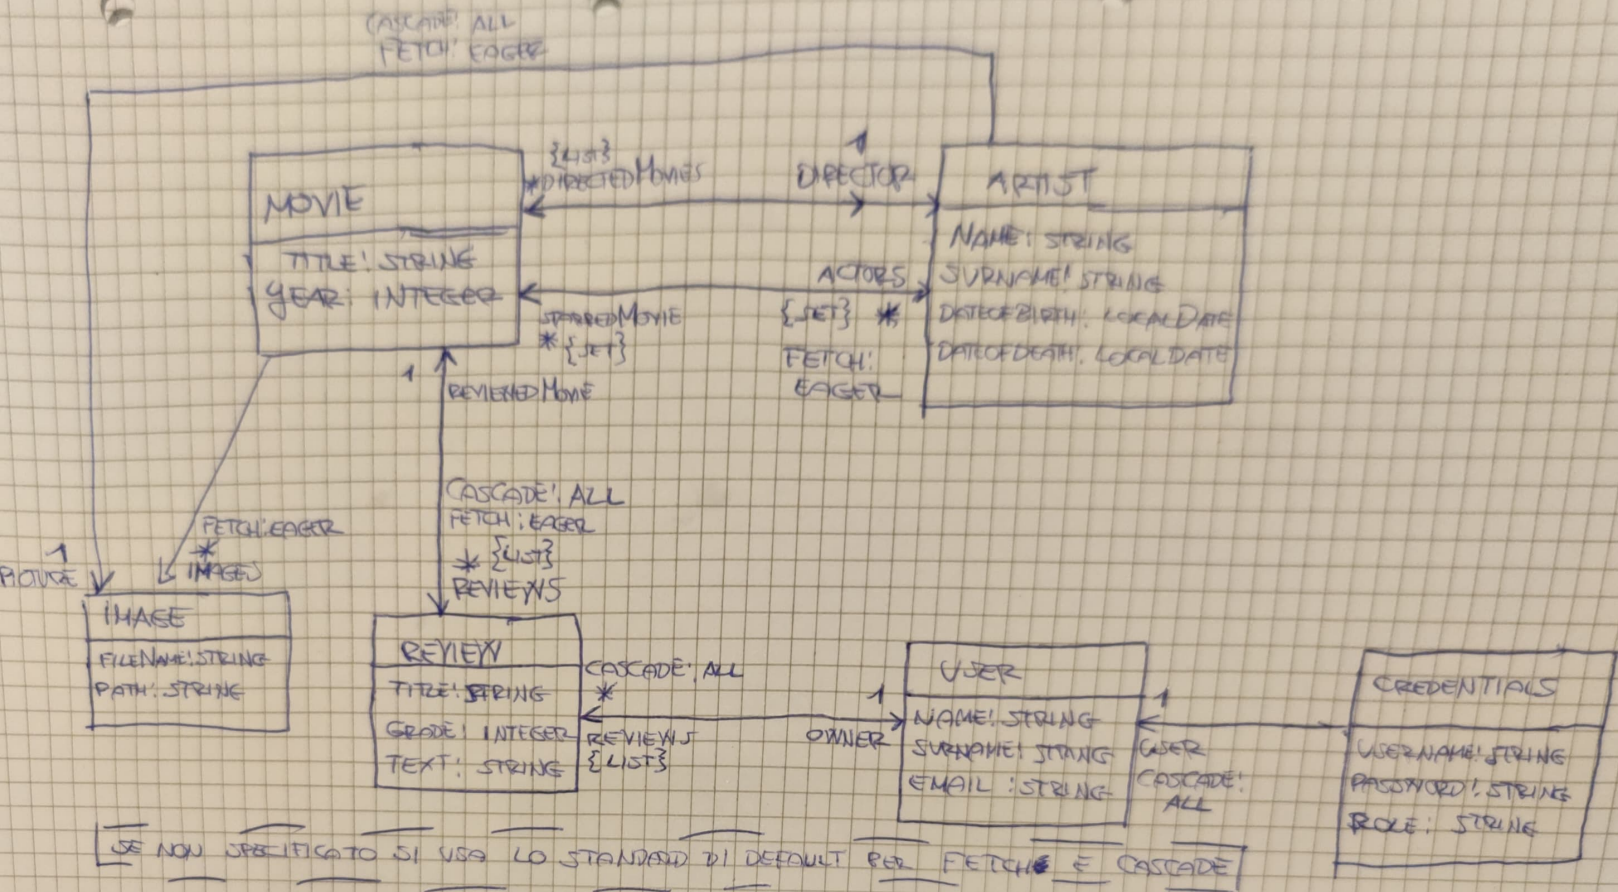 CASCADE: ALL
FETCH: EAGER
MOVIE
TITLE: STRING
YEAR: INTEGER
{LIST}
* DIRECTEDMOVIES
1
DIRECTOR
ARTIST
NAME: STRING
SURNAME: STRING
DATEOFBIRTH: LOCALDATE
DATEOFDEATH: LOCALDATE
ACTORS
{SET} *
FETCH:
EAGER
STARREDMOVIE
* {SET}
1
REVIEWEDMOVIE
CASCADE: ALL
FETCH: EAGER
* {LIST}
REVIEWS
FETCH: EAGER
*
IMAGES
1
PICTURE
IMAGE
FILENAME: STRING
PATH: STRING
REVIEW
TITLE: STRING
GRADE: INTEGER
TEXT: STRING
CASCADE: ALL
*
REVIEWS
{LIST}
1
OWNER
USER
NAME: STRING
SURNAME: STRING
EMAIL: STRING
1
USER
CASCADE:
ALL
CREDENTIALS
USERNAME: STRING
PASSWORD: STRING
ROLE: STRING
SE NON SPECIFICATO SI USA LO STANDARD DI DEFAULT PER FETCH E CASCADE